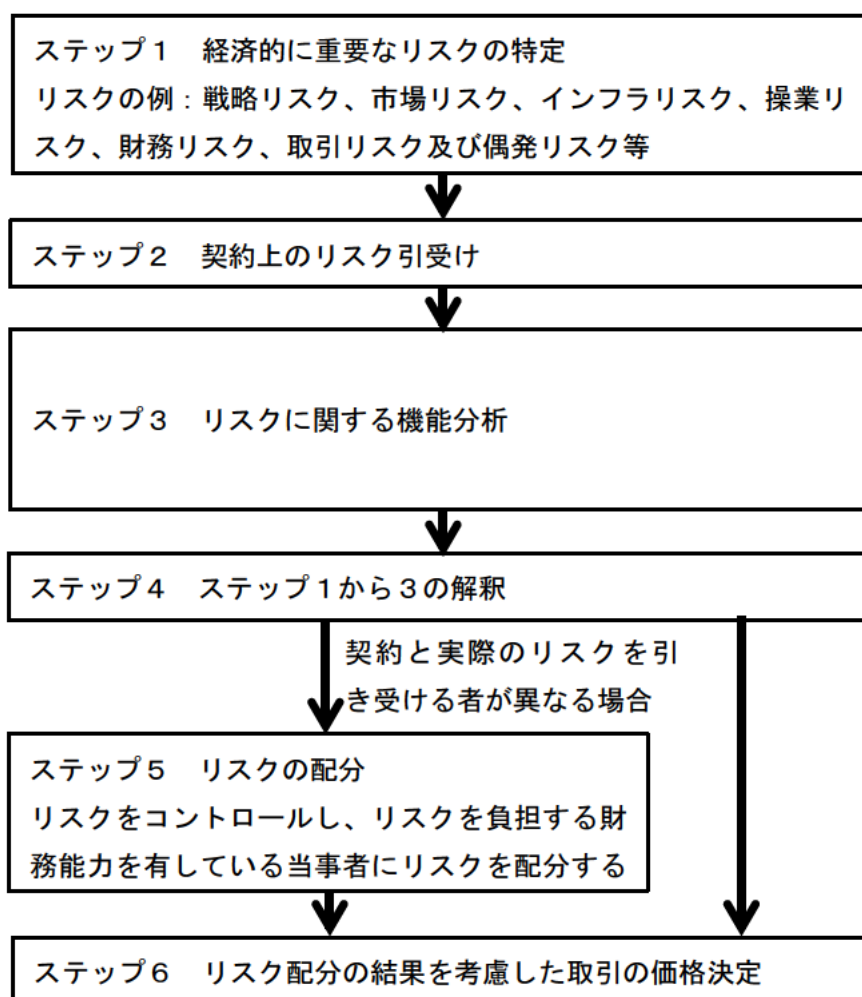 ステップ１　経済的に重要なリスクの特定
リスクの例：戦略リスク、市場リスク、インフラリスク、操業リ
スク、財務リスク、取引リスク及び偶発リスク等
ステップ２　契約上のリスク引受け
ステップ３　リスクに関する機能分析
ステップ４　ステップ１から３の解釈
契約と実際のリスクを引
き受ける者が異なる場合
ステップ５　リスクの配分
リスクをコントロールし、リスクを負担する財
務能力を有している当事者にリスクを配分する
ステップ６　リスク配分の結果を考慮した取引の価格決定